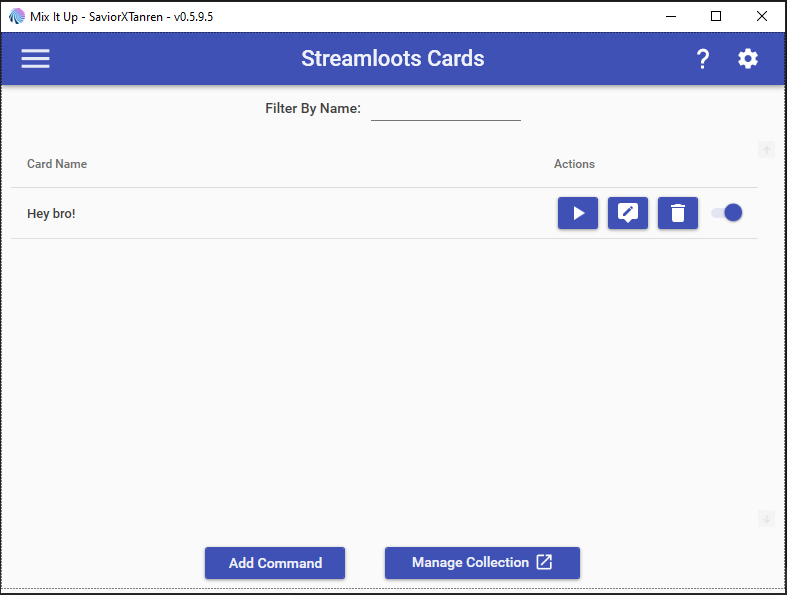 Mix It Up - SaviorXTanren - v0.5.9.5
Streamloots Cards
?
Filter By Name:
Card Name Actions
Hey bro!
Add Command Manage Collection